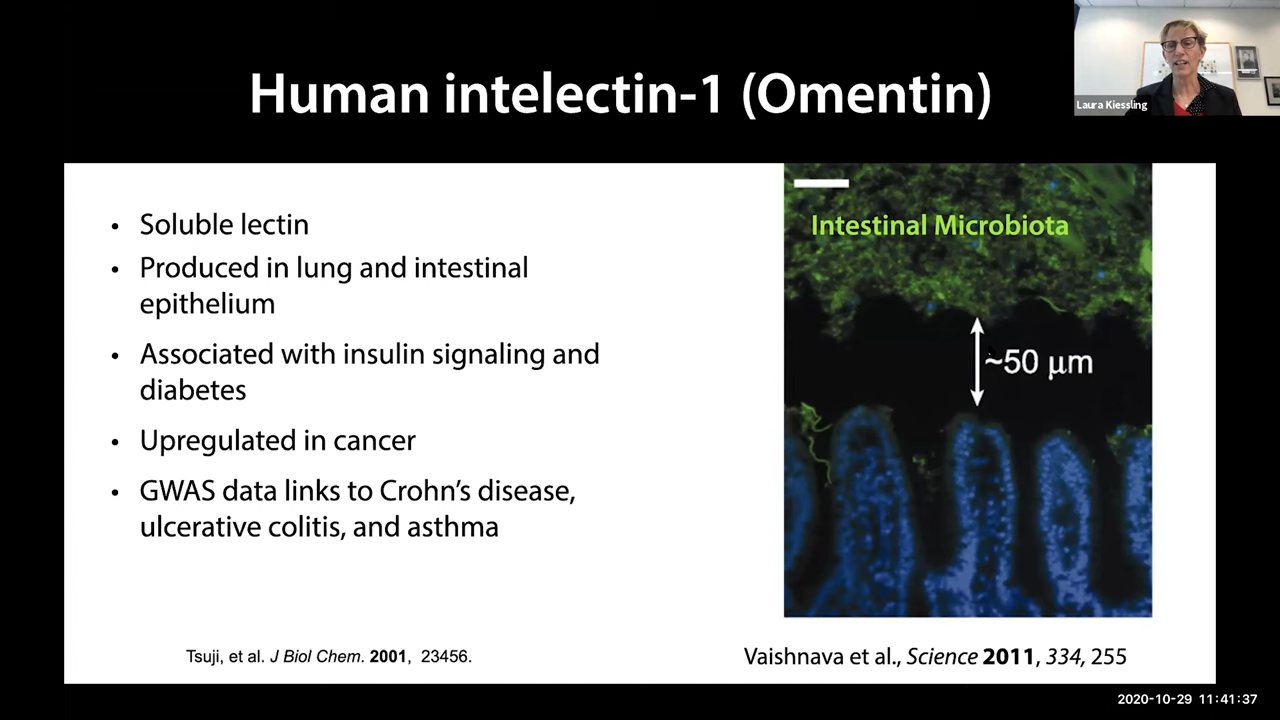 Human intelectin-1 (Omentin)
Laura Kiessling
• Soluble lectin
• Produced in lung and intestinal
epithelium
• Associated with insulin signaling and
diabetes
• Upregulated in cancer
• GWAS data links to Crohn's disease,
ulcerative colitis, and asthma
Intestinal Microbiota
~50 μm
Tsuji, et al. J Biol Chem. 2001, 23456.
Vaishnava et al., Science 2011, 334, 255
2020-10-29 11:41:37